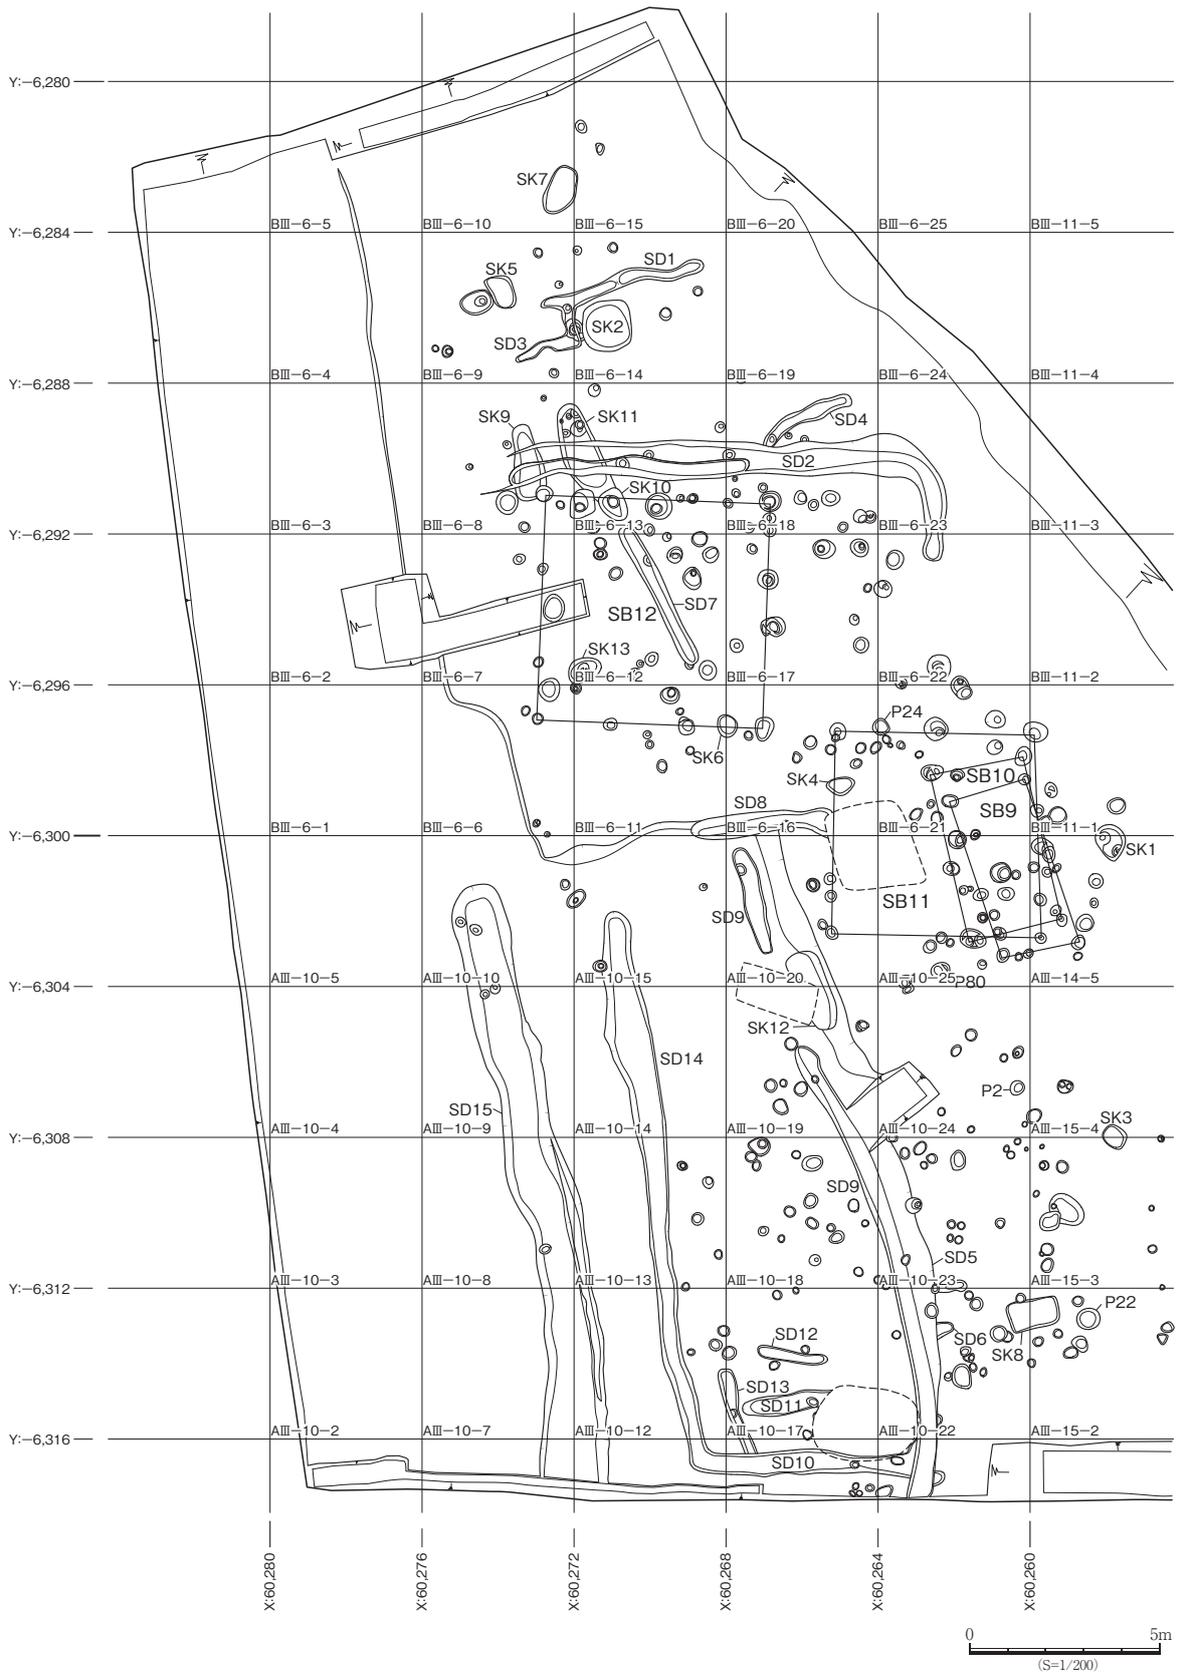 Y:−6,280
SK7
Y:−6,284
BⅢ−6−5
BⅢ−6−10
BⅢ−6−15
BⅢ−6−20
BⅢ−6−25
BⅢ−11−5
SK5
SD1
SK2
SD3
Y:−6,288
BⅢ−6−4
BⅢ−6−9
BⅢ−6−14
BⅢ−6−19
BⅢ−6−24
BⅢ−11−4
SK9
SK11
SD4
SD2
SK10
Y:−6,292
BⅢ−6−3
BⅢ−6−8
BⅢ−6−13
BⅢ−6−18
BⅢ−6−23
BⅢ−11−3
SB12
SD7
SK13
Y:−6,296
BⅢ−6−2
BⅢ−6−7
BⅢ−6−12
BⅢ−6−17
BⅢ−6−22
BⅢ−11−2
P24
SK6
SK4
SB10
SD8
SB9
Y:−6,300
BⅢ−6−1
BⅢ−6−6
BⅢ−6−11
BⅢ−6−16
BⅢ−6−21
BⅢ−11−1
SK1
SD9
SB11
Y:−6,304
AⅢ−10−5
AⅢ−10−10
AⅢ−10−15
AⅢ−10−20
AⅢ−10−25
P80
AⅢ−14−5
SK12
SD14
P2
SD15
SK3
Y:−6,308
AⅢ−10−4
AⅢ−10−9
AⅢ−10−14
AⅢ−10−19
AⅢ−10−24
AⅢ−15−4
SD9
SD5
Y:−6,312
AⅢ−10−3
AⅢ−10−8
AⅢ−10−13
AⅢ−10−18
AⅢ−10−23
AⅢ−15−3
P22
SD12
SD6
SK8
SD13
SD11
Y:−6,316
AⅢ−10−2
AⅢ−10−7
AⅢ−10−12
AⅢ−10−17
AⅢ−10−22
AⅢ−15−2
SD10
X:60,280
X:60,276
X:60,272
X:60,268
X:60,264
X:60,260
0 5m
(S=1/200)